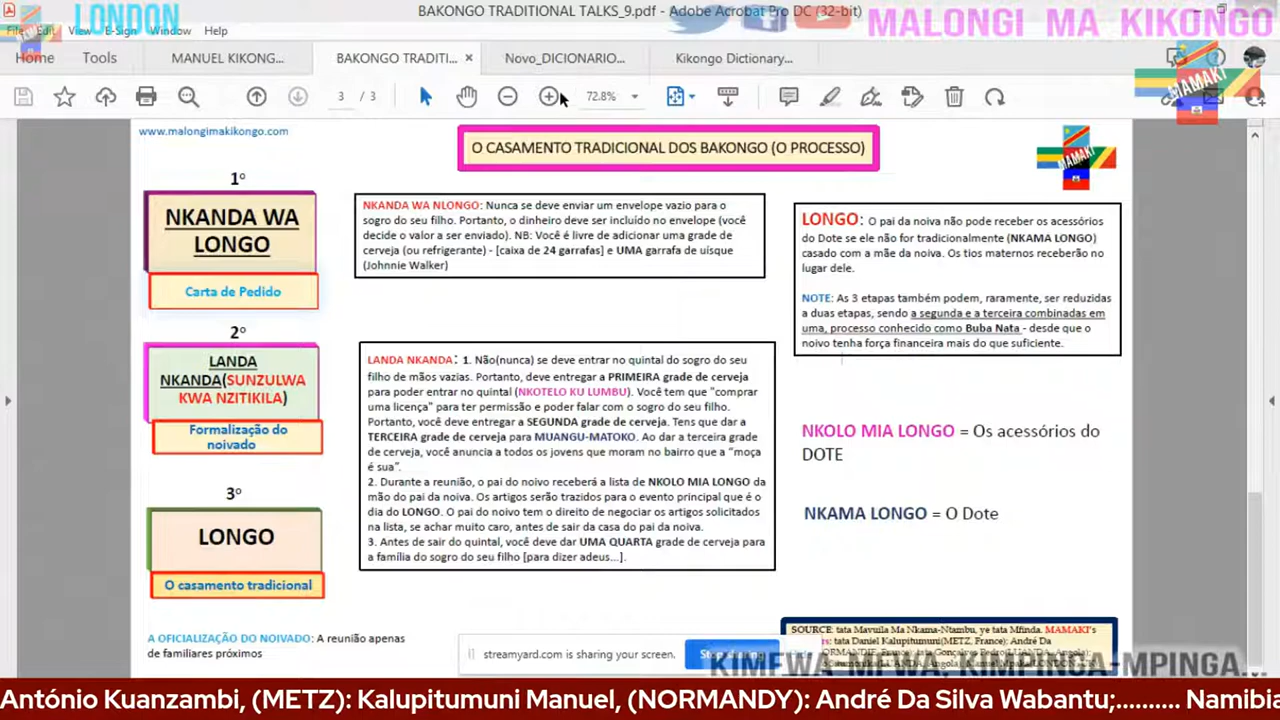 BAKONGO TRADITIONAL TALKS_9.pdf - Adobe Acrobat Pro DC (32-bit)
LONDON
MALONGI MA KIKONGO
File Edit View E-Sign Window Help
Home Tools MANUEL KIKONG... BAKONGO TRADITI... × Novo_DICIONARIO... Kikongo Dictionary...
3 / 3 72.8%
MAMAKI
www.malongimakikongo.com
O CASAMENTO TRADICIONAL DOS BAKONGO (O PROCESSO)
MAMAKI
1º
NKANDA WA
LONGO
Carta de Pedido
NKANDA WA NLONGO: Nunca se deve enviar um envelope vazio para o
sogro do seu filho. Portanto, o dinheiro deve ser incluído no envelope (você
decide o valor a ser enviado). NB: Você é livre de adicionar uma grade de
cerveja (ou refrigerante) - [caixa de 24 garrafas] e UMA garrafa de uísque
(Johnnie Walker)
LONGO: O pai da noiva não pode receber os acessórios
do Dote se ele não for tradicionalmente (NKAMA LONGO)
casado com a mãe da noiva. Os tios maternos receberão no
lugar dele.
NOTE: As 3 etapas também podem, raramente, ser reduzidas
a duas etapas, sendo a segunda e a terceira combinadas em
uma, processo conhecido como Buba Nata - desde que o
noivo tenha força financeira mais do que suficiente.
2º
LANDA
NKANDA(SUNZULWA
KWA NZITIKILA)
Formalização do
noivado
LANDA NKANDA: 1. Não(nunca) se deve entrar no quintal do sogro do seu
filho de mãos vazias. Portanto, deve entregar a PRIMEIRA grade de cerveja
para poder entrar no quintal (NKOTELO KU LUMBU). Você tem que "comprar
uma licença" para ter permissão e poder falar com o sogro do seu filho.
Portanto, você deve entregar a SEGUNDA grade de cerveja. Tens que dar a
TERCEIRA grade de cerveja para MUANGU-MATOKO. Ao dar a terceira grade
de cerveja, você anuncia a todos os jovens que moram no bairro que a "moça
é sua".
2. Durante a reunião, o pai do noivo receberá a lista de NKOLO MIA LONGO da
mão do pai da noiva. Os artigos serão trazidos para o evento principal que é o
dia do LONGO. O pai do noivo tem o direito de negociar os artigos solicitados
na lista, se achar muito caro, antes de sair da casa do pai da noiva.
3. Antes de sair do quintal, você deve dar UMA QUARTA grade de cerveja para
a família do sogro do seu filho [para dizer adeus...].
NKOLO MIA LONGO = Os acessórios do
DOTE
NKAMA LONGO = O Dote
3º
LONGO
O casamento tradicional
A OFICIALIZAÇÃO DO NOIVADO: A reunião apenas
de familiares próximos
streamyard.com is sharing your screen.
SOURCE: tata Mavuila Ma Nkama-Ntambu, ye tata Mfinda. MAMAKI's
tata Daniel Kalupitumuni(METZ, France); André Da
France); tata Gonçalves Pedro(LUANDA, Angola);
KIMFWA-MFWA, KIMPINGA-MPINGA...
António Kuanzambi, (METZ): Kalupitumuni Manuel, (NORMANDY): André Da Silva Wabantu;.......... Namibia